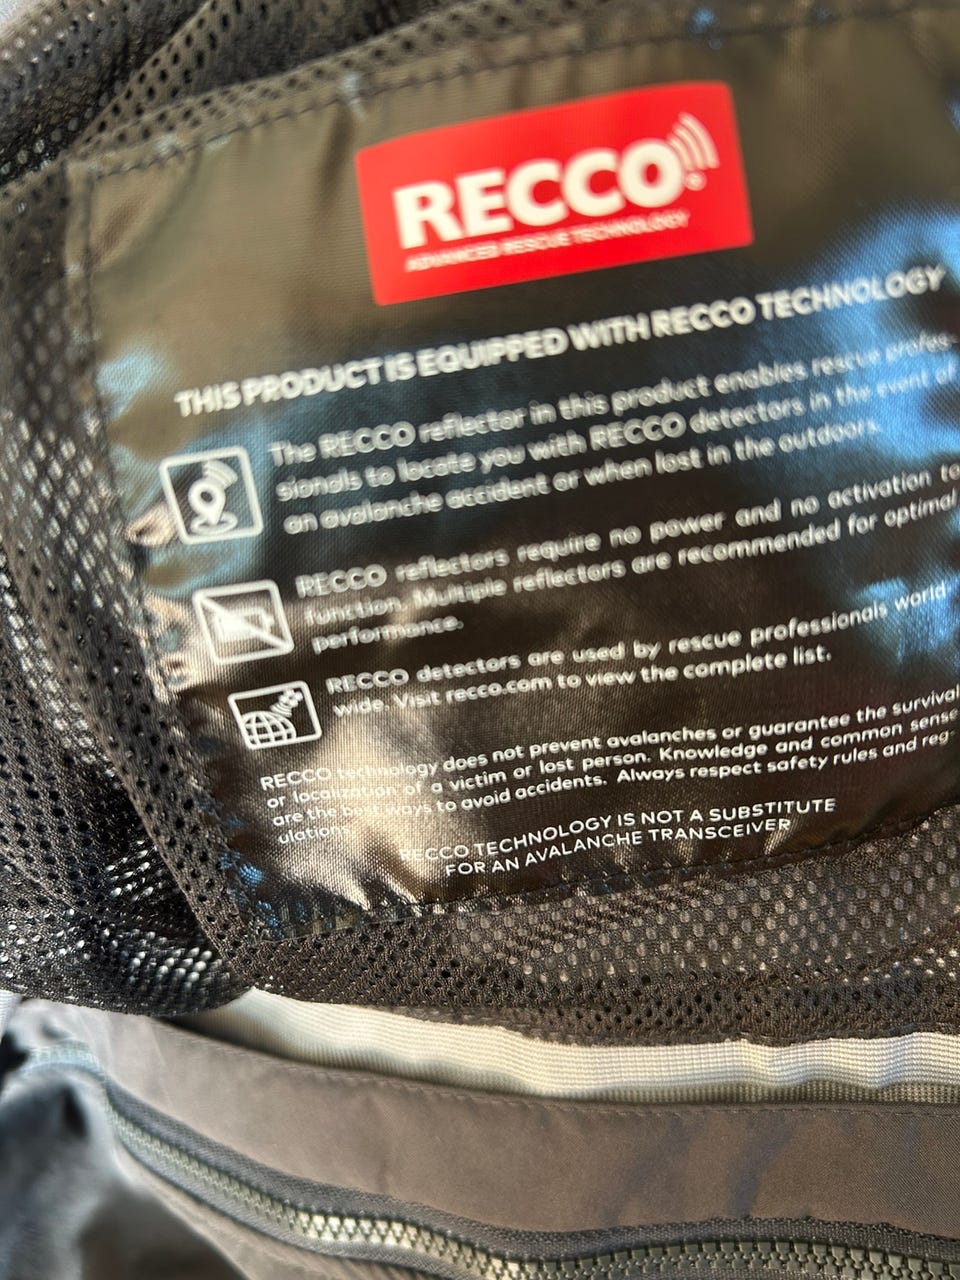 RECCO
ADVANCED RESCUE TECHNOLOGY
THIS PRODUCT IS EQUIPPED WITH RECCO TECHNOLOGY
The RECCO reflector in this product enables rescue profes-
sionals to locate you with RECCO detectors in the event of
an avalanche accident or when lost in the outdoors.
RECCO reflectors require no power and no activation to
function. Multiple reflectors are recommended for optimal
performance.
RECCO detectors are used by rescue professionals world-
wide. Visit recco.com to view the complete list.
RECCO technology does not prevent avalanches or guarantee the survival
or localization of a victim or lost person. Knowledge and common sense
are the best ways to avoid accidents. Always respect safety rules and reg-
ulations.
RECCO TECHNOLOGY IS NOT A SUBSTITUTE
FOR AN AVALANCHE TRANSCEIVER